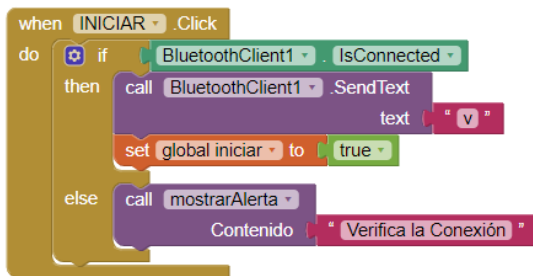 when INICIAR .Click
do if BluetoothClient1 . IsConnected
then call BluetoothClient1 .SendText
text " v "
set global iniciar to true
else call mostrarAlerta
Contenido " Verifica la Conexión "